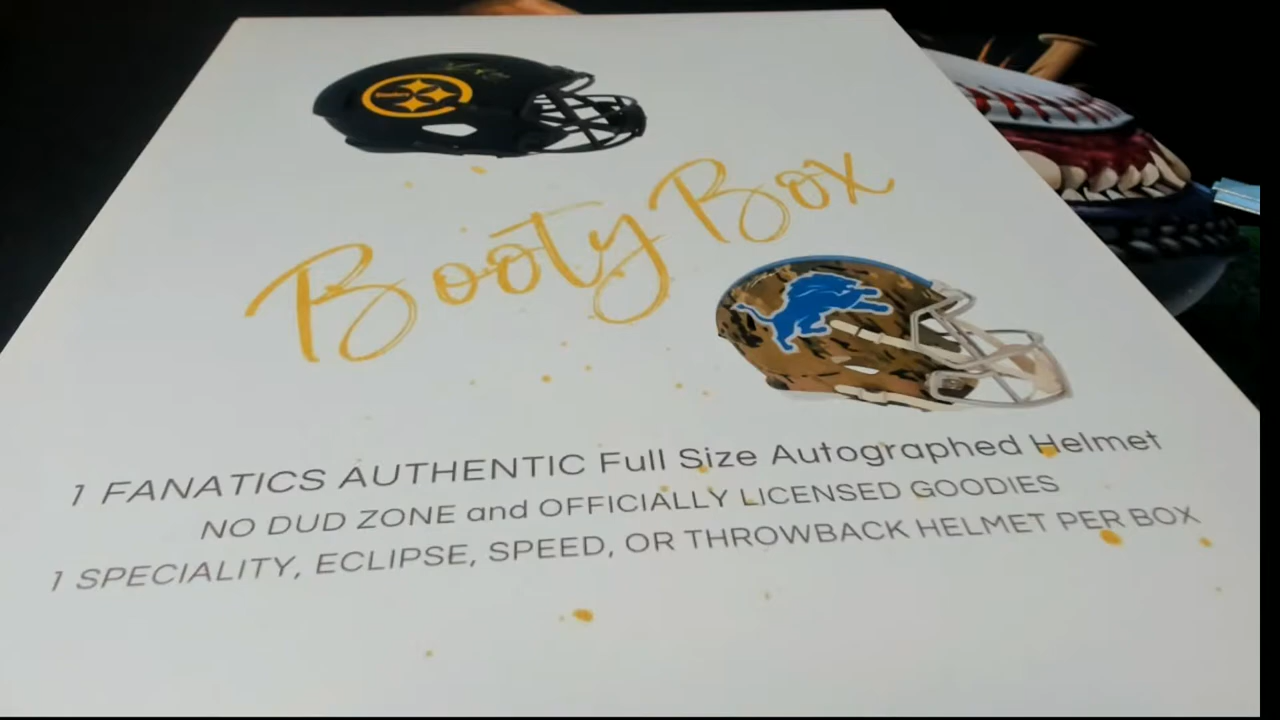 Booty Box
1 FANATICS AUTHENTIC Full Size Autographed Helmet
NO DUD ZONE and OFFICIALLY LICENSED GOODIES
1 SPECIALITY, ECLIPSE, SPEED, OR THROWBACK HELMET PER BOX